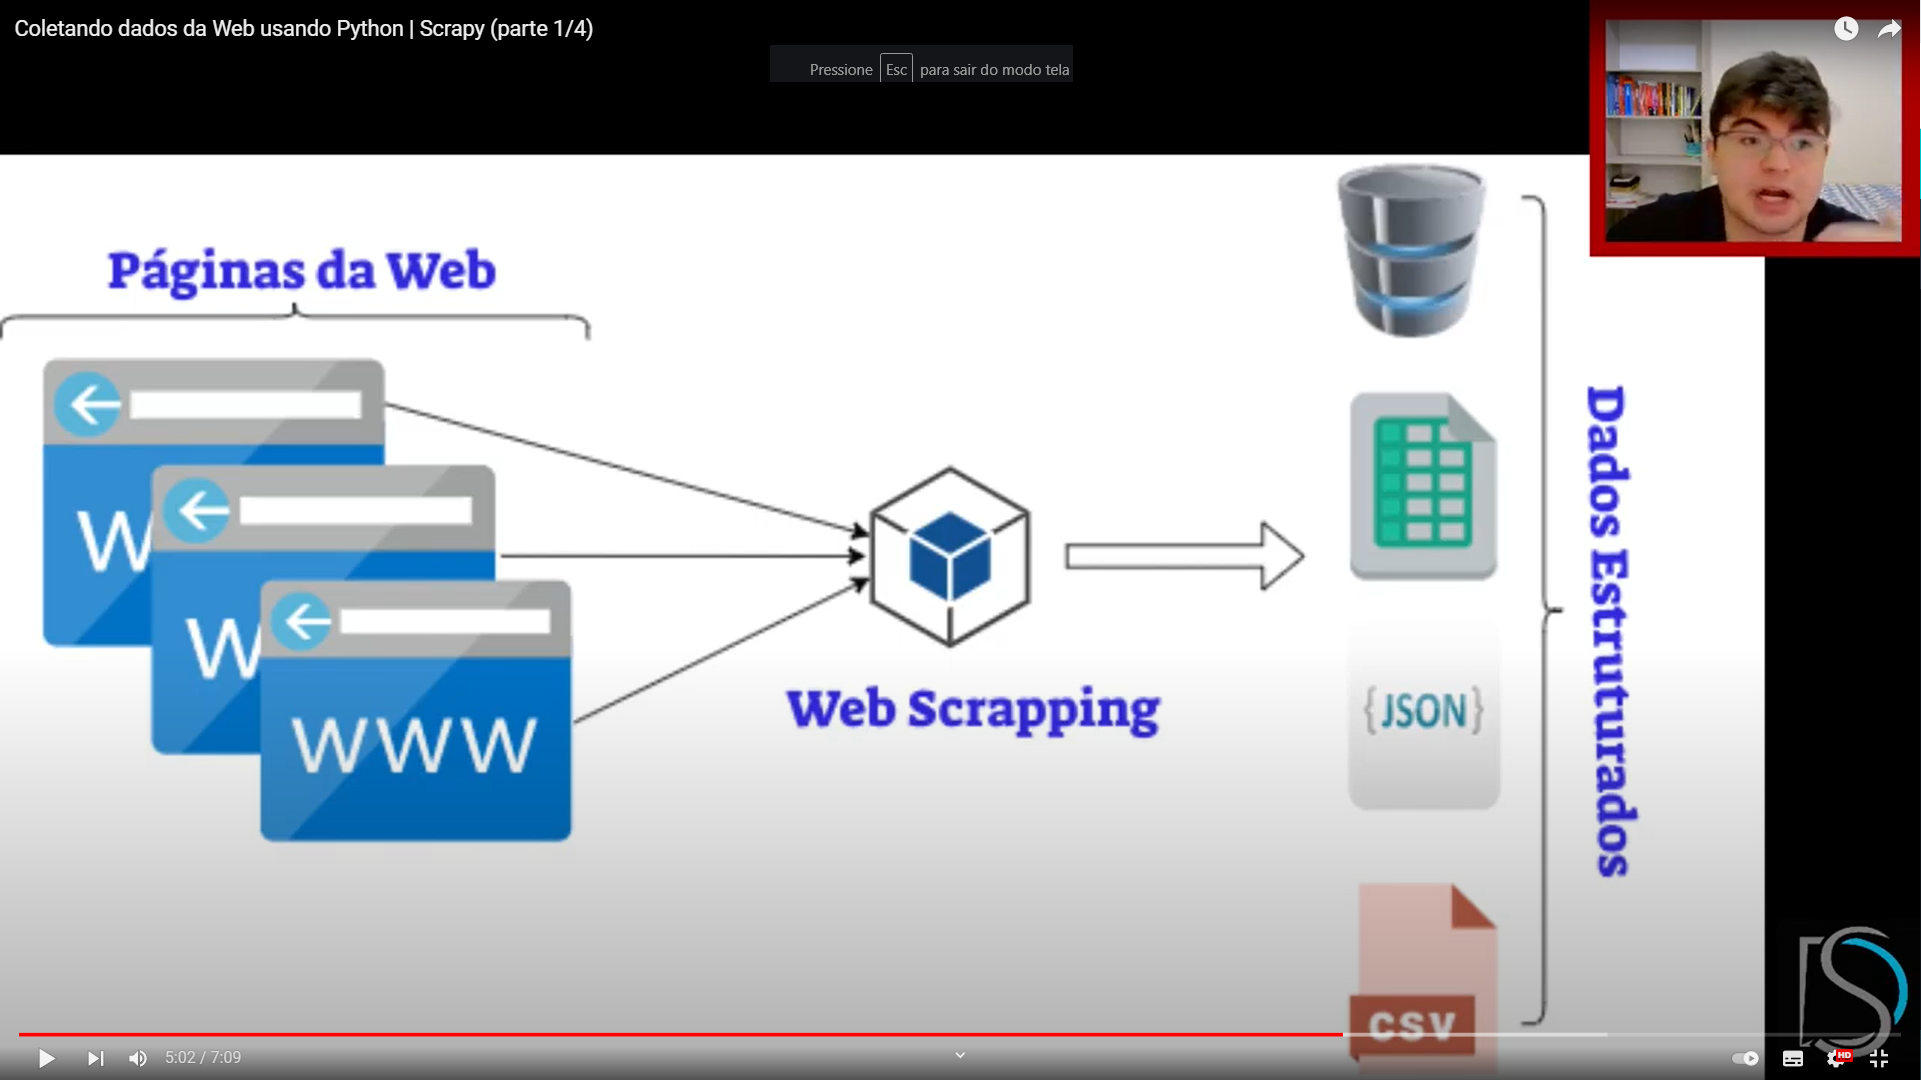 Coletando dados da Web usando Python | Scrapy (parte 1/4)
Pressione Esc para sair do modo tela
Páginas da Web
W
W
WWW
Web Scrapping
{JSON}
CSV
Dados Estruturados
DS
5:02 / 7:09
HD